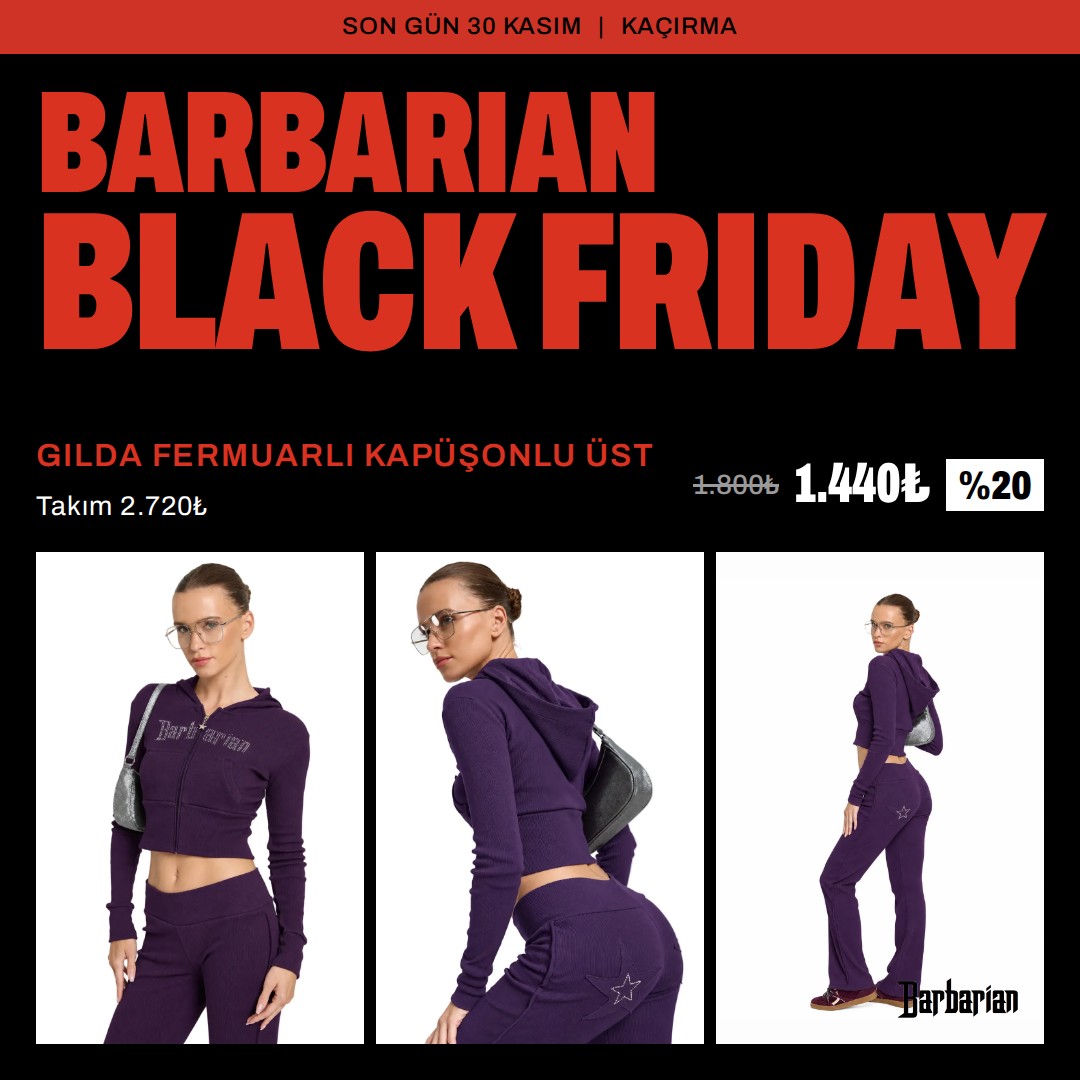 SON GÜN 30 KASIM | KAÇIRMA
BARBARIAN
BLACK FRIDAY
GILDA FERMUARLI KAPÜŞONLU ÜST
Takım 2.720₺
1.800₺ 1.440₺ %20
Barbarian
Barbarian